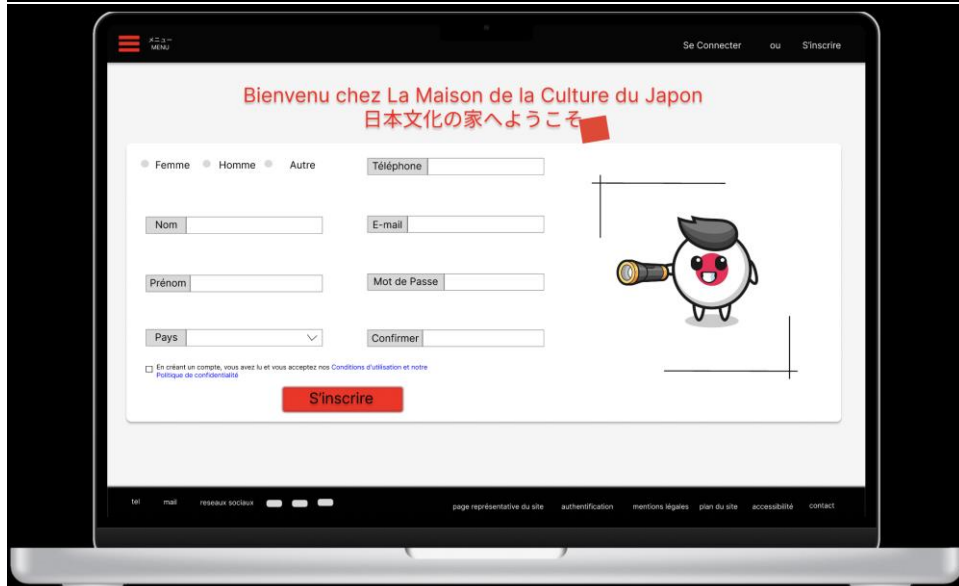 メニュー
MENU
Se Connecter ou S'inscrire
Bienvenu chez La Maison de la Culture du Japon
日本文化の家へようこそ
Femme Homme Autre
Nom
Prénom
Pays
Téléphone
E-mail
Mot de Passe
Confirmer
En créant un compte, vous avez lu et vous acceptez nos Conditions d'utilisation et notre
Politique de confidentialité
S'inscrire
tel mail reseaux sociaux page représentative du site authentification mentions légales plan du site accessibilité contact